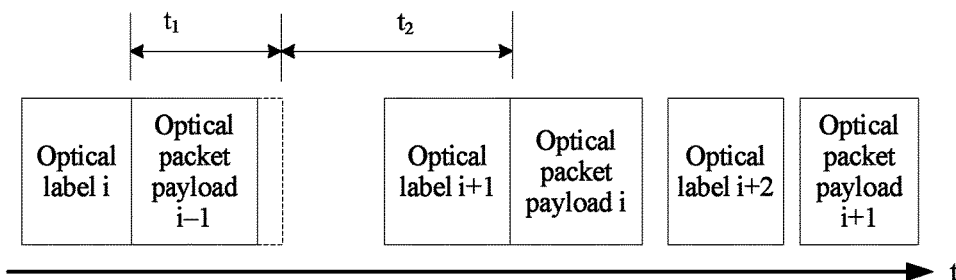 t₁
t₂
Optical
label i
Optical
packet
payload
i−1
Optical
label i+1
Optical
packet
payload i
Optical
label i+2
Optical
packet
payload
i+1
t